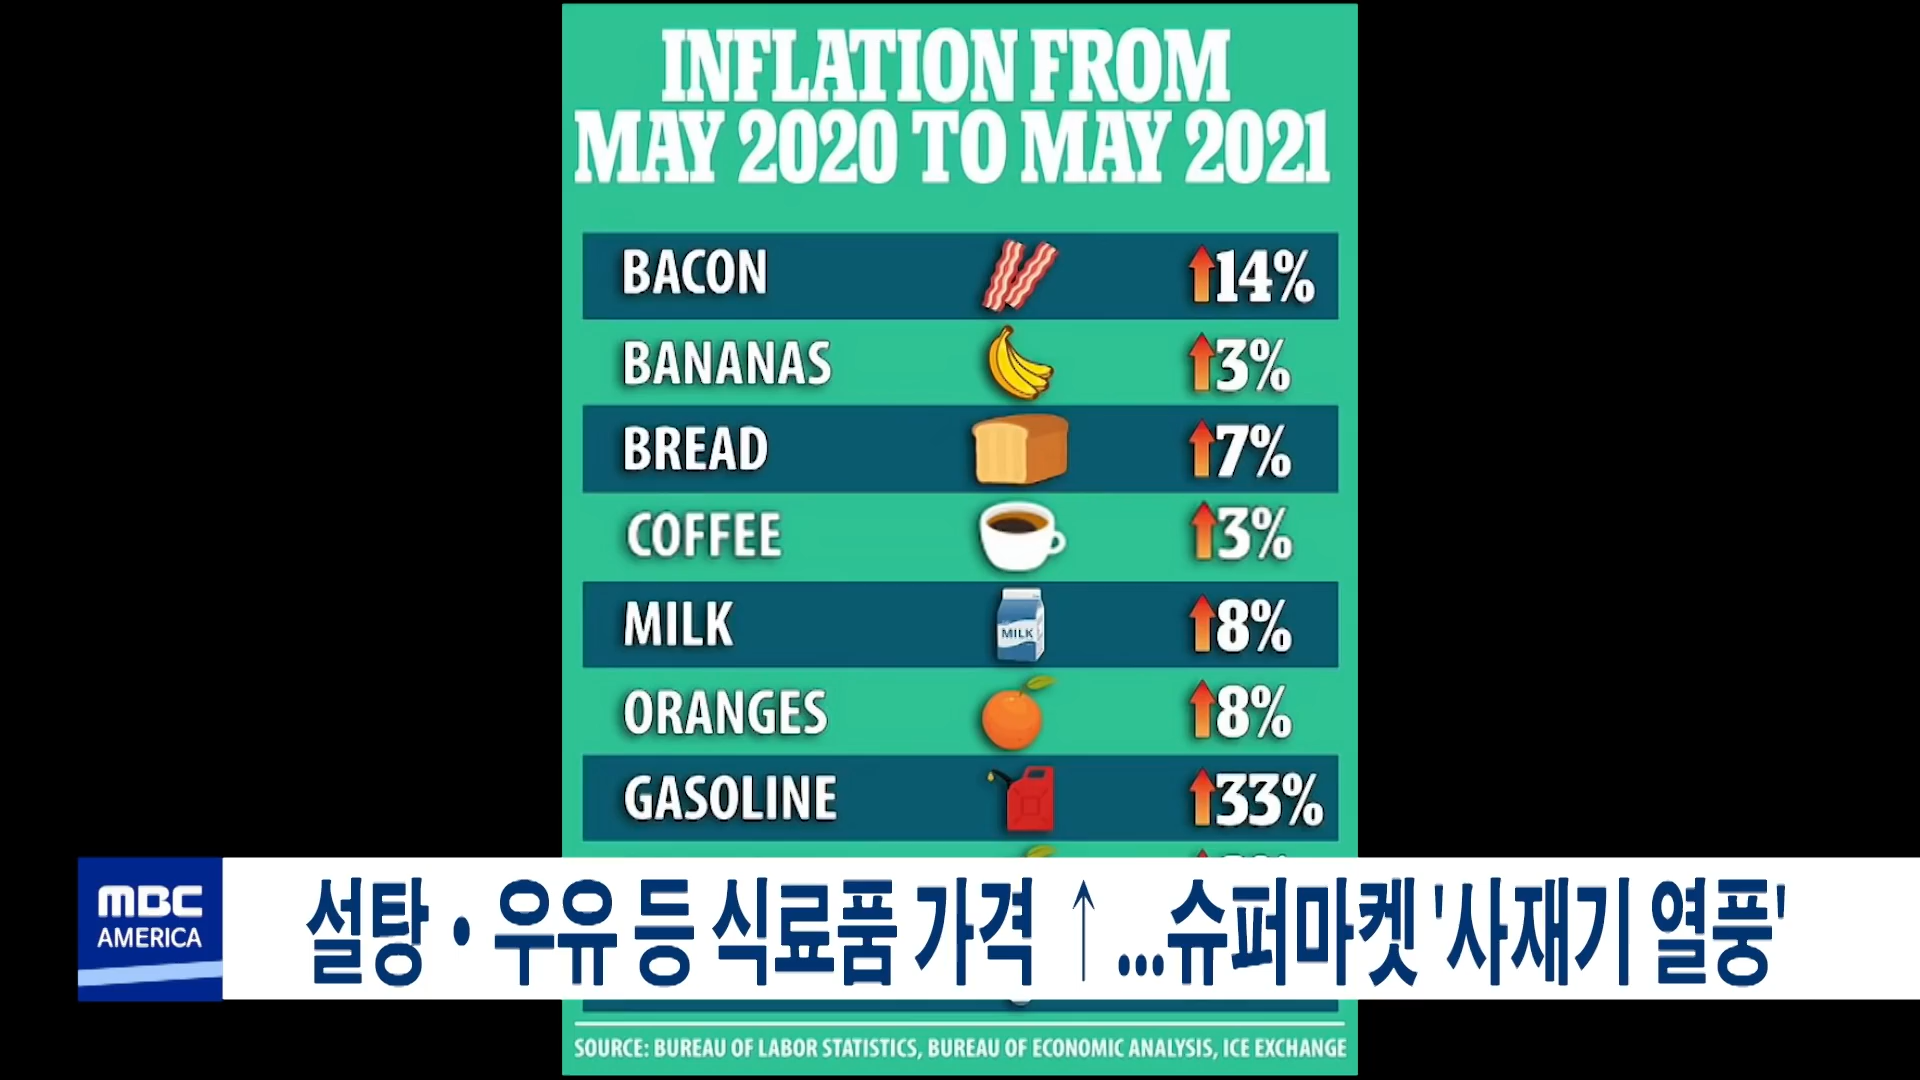 INFLATION FROM
MAY 2020 TO MAY 2021
BACON 14%
BANANAS 3%
BREAD 7%
COFFEE 3%
MILK MILK 8%
ORANGES 8%
GASOLINE 33%
MBC
AMERICA
설탕·우유 등 식료품 가격↑...슈퍼마켓 '사재기 열풍'
SOURCE: BUREAU OF LABOR STATISTICS, BUREAU OF ECONOMIC ANALYSIS, ICE EXCHANGE